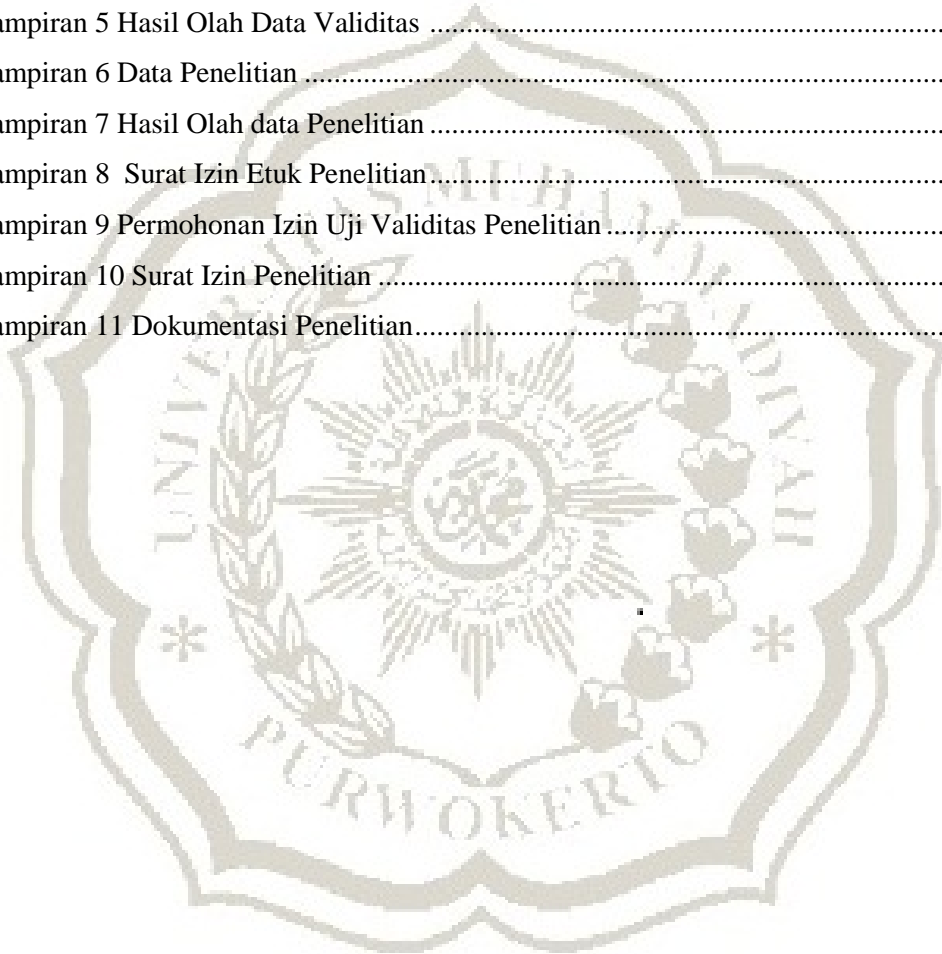 ampiran 5 Hasil Olah Data Validitas ......................................................................
ampiran 6 Data Penelitian ......................................................................................
ampiran 7 Hasil Olah data Penelitian .....................................................................
ampiran 8  Surat Izin Etuk Penelitian.....................................................................
ampiran 9 Permohonan Izin Uji Validitas Penelitian .............................................
ampiran 10 Surat Izin Penelitian ............................................................................
ampiran 11 Dokumentasi Penelitian.......................................................................
UNIVERSITAS MUHAMMADIYAH
* PURWOKERTO *